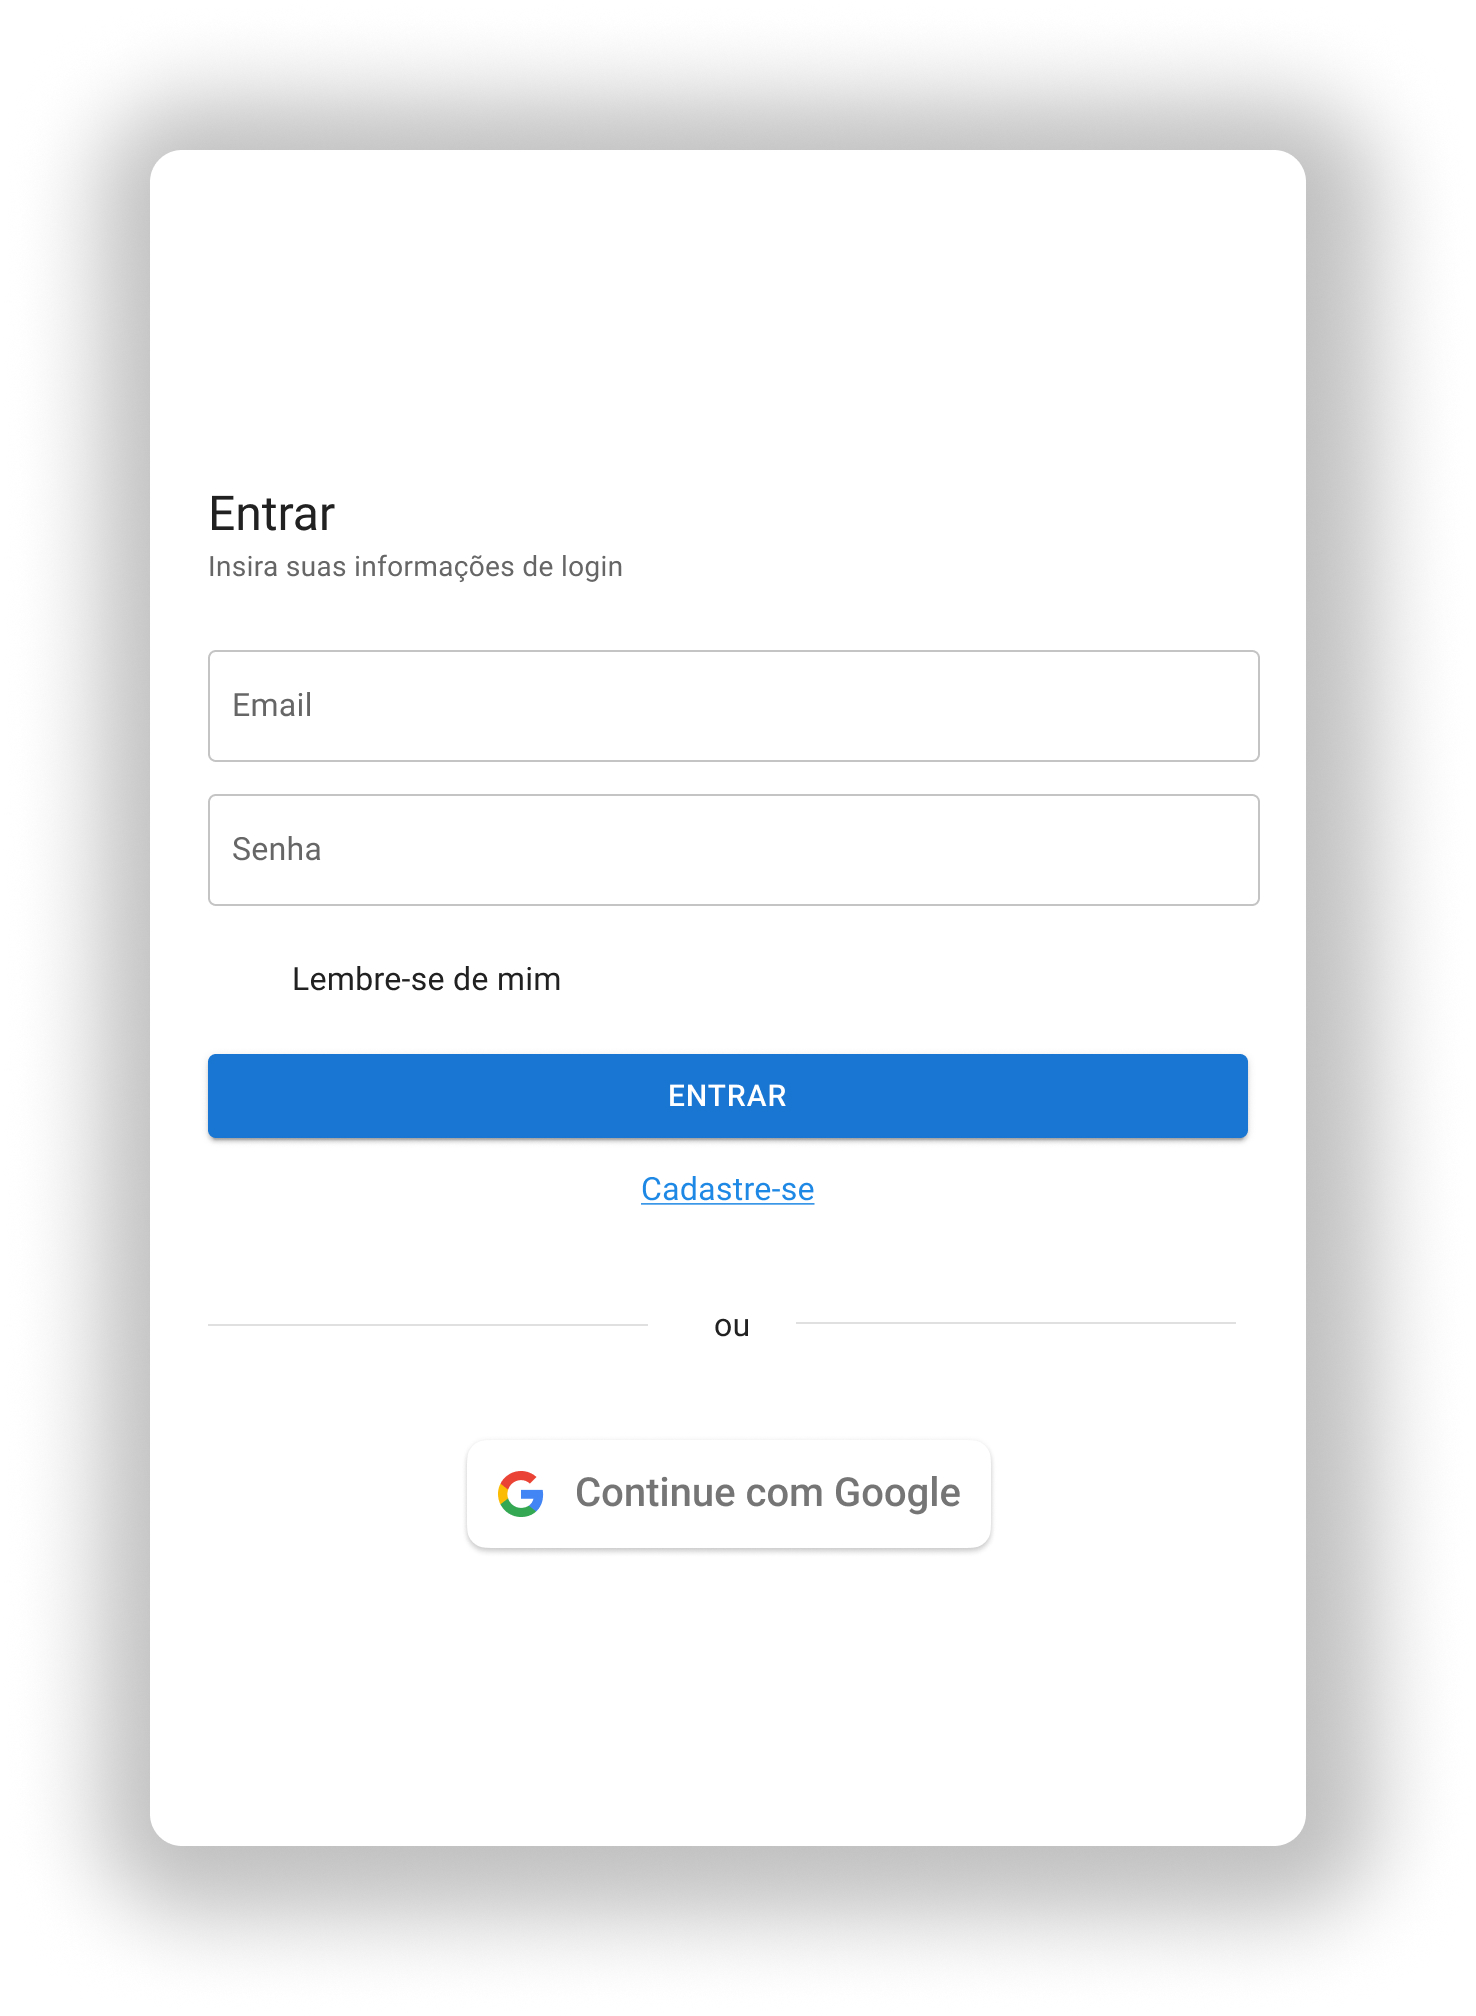 Entrar
Insira suas informações de login
Email
Senha
Lembre-se de mim
ENTRAR
Cadastre-se
ou
Continue com Google